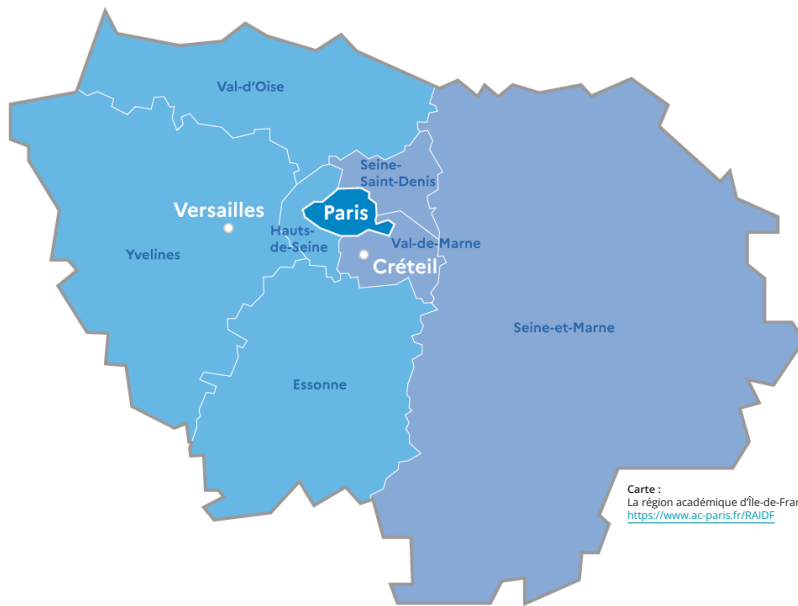 Val-d'Oise
Seine-
Saint-Denis
Versailles
Paris
Hauts-
de-Seine
Val-de-Marne
Yvelines
Créteil
Seine-et-Marne
Essonne
Carte :
La région académique d'Île-de-Fran
https://www.ac-paris.fr/RAIDF